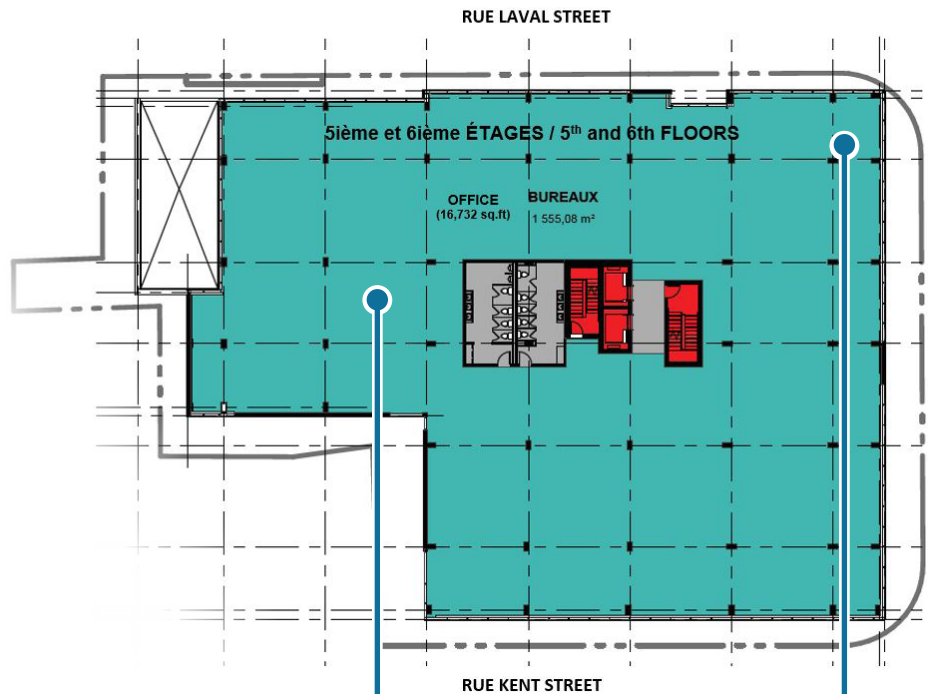 RUE LAVAL STREET
5ième et 6ième ÉTAGES / 5th and 6th FLOORS
OFFICE
(16,732 sq.ft)
BUREAUX
1 555,08 m²
RUE KENT STREET